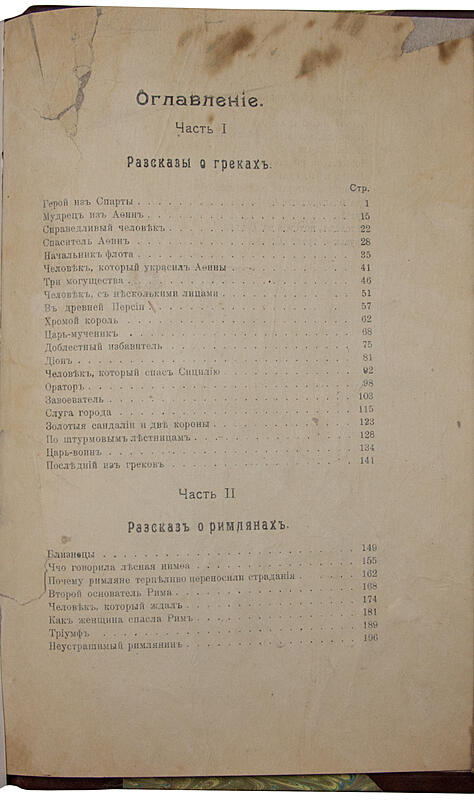 Оглавленіе.
Часть I
Разсказы о грекахъ.
Стр.
Герой изъ Спарты . . . . . . . . . . . . . . 1
Мудрецъ изъ Аѳинъ . . . . . . . . . . . . . . 15
Справедливый человѣкъ . . . . . . . . . . . . 22
Спаситель Аѳинъ . . . . . . . . . . . . . . 28
Начальникъ флота . . . . . . . . . . . . . . 35
Человѣкъ, который украсилъ Аѳины . . . . . . . . 41
Три могущества . . . . . . . . . . . . . . 46
Человѣкъ, съ нѣсколькими лицами . . . . . . . . 51
Въ древней Персіи . . . . . . . . . . . . . . 57
Хромой король . . . . . . . . . . . . . . 62
Царь-мученикъ . . . . . . . . . . . . . . 68
Доблестный избавитель . . . . . . . . . . . . 75
Діонъ . . . . . . . . . . . . . . . . 81
Человѣкъ, который спасъ Сицилію . . . . . . . . 92
Ораторъ . . . . . . . . . . . . . . . . 98
Завоеватель . . . . . . . . . . . . . . 103
Слуга города . . . . . . . . . . . . . . 115
Золотыя сандаліи и двѣ короны . . . . . . . . 123
По штурмовымъ лѣстницамъ . . . . . . . . . . 128
Царь-воинъ . . . . . . . . . . . . . . 134
Послѣдній изъ грековъ . . . . . . . . . . . . 141
Часть II
Разсказъ о римлянахъ.
Близнецы . . . . . . . . . . . . . . 149
Ччо говорила лѣсная нимѳа . . . . . . . . . . 155
Почему римляне терпѣливо переносили страданія . . . . 162
Второй основатель Рима . . . . . . . . . . . . 168
Человѣкъ, который ждалъ . . . . . . . . . . . . 174
Какъ женщина спасла Римъ . . . . . . . . . . . . 181
Тріумфъ . . . . . . . . . . . . . . 189
Неустрашимый римлянинъ . . . . . . . . . . . . 196